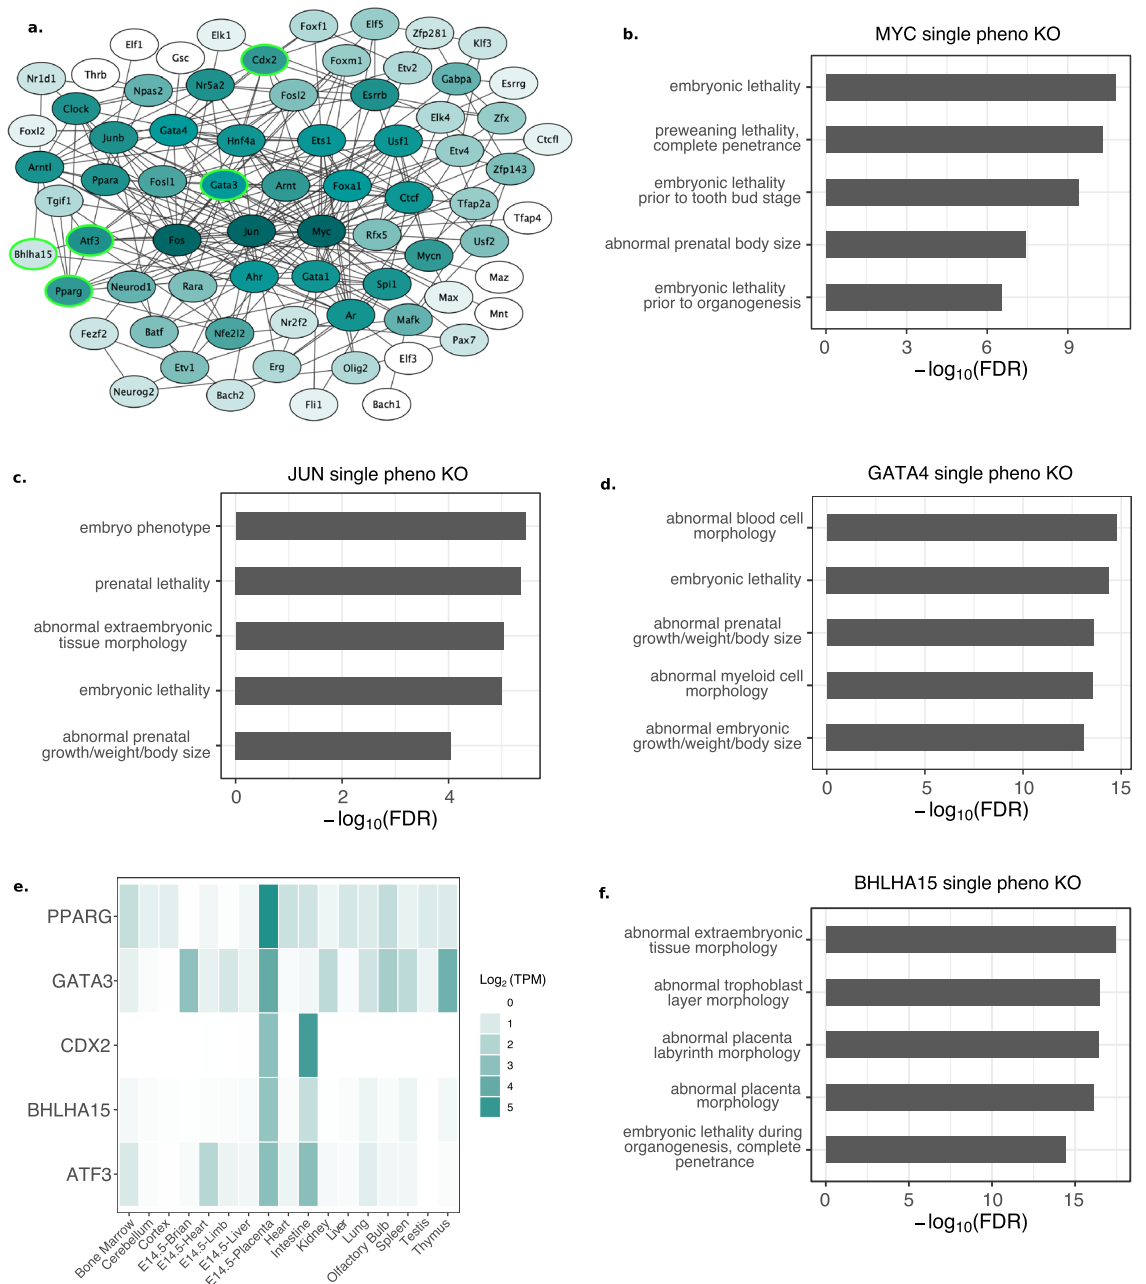 a.
Elf1
Elk1
Foxf1
Elf5
Zfp281
Klf3
Gsc
Cdx2
Foxm1
Etv2
Nr1d1
Thrb
Npas2
Nr5a2
Fosl2
Esrrb
Gabpa
Esrrg
Clock
Elk4
Zfx
Foxl2
Junb
Gata4
Hnf4a
Ets1
Usf1
Etv4
Ctcfl
Arntl
Ppara
Fosl1
Gata3
Arnt
Foxa1
Ctcf
Zfp143
Tgif1
Tfap2a
Tfap4
Bhlha15
Atf3
Fos
Jun
Myc
Rfx5
Mycn
Usf2
Pparg
Neurod1
Rara
Ahr
Gata1
Spi1
Max
Maz
Fezf2
Batf
Nfe2l2
Nr2f2
Ar
Mafk
Pax7
Mnt
Etv1
Erg
Olig2
Elf3
Neurog2
Bach2
Fli1
Bach1
b.
MYC single pheno KO
embryonic lethality
preweaning lethality,
complete penetrance
embryonic lethality
prior to tooth bud stage
abnormal prenatal body size
embryonic lethality
prior to organogenesis
0 3 6 9
−log10(FDR)
c.
JUN single pheno KO
embryo phenotype
prenatal lethality
abnormal extraembryonic
tissue morphology
embryonic lethality
abnormal prenatal
growth/weight/body size
0 2 4
−log10(FDR)
d.
GATA4 single pheno KO
abnormal blood cell
morphology
embryonic lethality
abnormal prenatal
growth/weight/body size
abnormal myeloid cell
morphology
abnormal embryonic
growth/weight/body size
0 5 10 15
−log10(FDR)
e.
PPARG
GATA3
CDX2
BHLHA15
ATF3
Bone Marrow
Cerebellum
Cortex
E14.5-Brian
E14.5-Heart
E14.5-Limb
E14.5-Liver
E14.5-Placenta
Heart
Intestine
Kidney
Liver
Lung
Olfactory Bulb
Spleen
Testis
Thymus
Log2 (TPM)
0
1
2
3
4
5
f.
BHLHA15 single pheno KO
abnormal extraembryonic
tissue morphology
abnormal trophoblast
layer morphology
abnormal placenta
labyrinth morphology
abnormal placenta
morphology
embryonic lethality during
organogenesis, complete
penetrance
0 5 10 15
−log10(FDR)